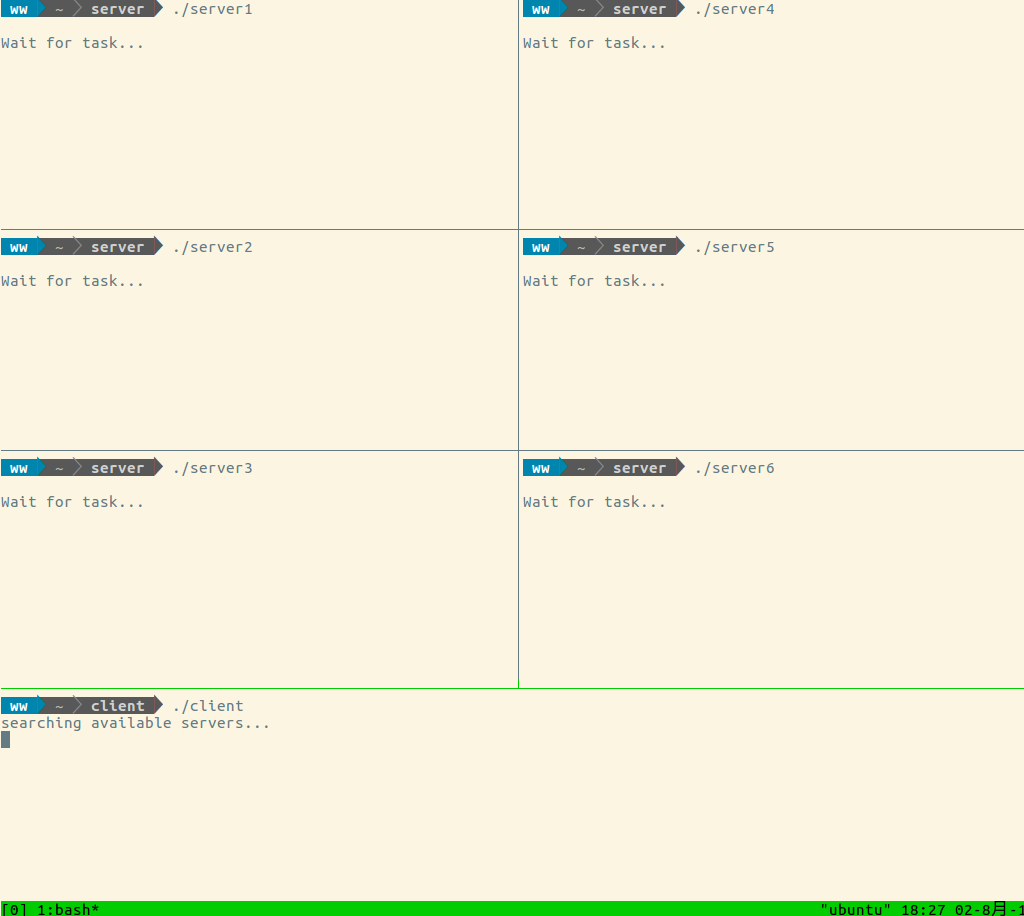 ww ~ server ./server1
Wait for task...
ww ~ server ./server4
Wait for task...
ww ~ server ./server2
Wait for task...
ww ~ server ./server5
Wait for task...
ww ~ server ./server3
Wait for task...
ww ~ server ./server6
Wait for task...
ww ~ client ./client
searching available servers...
[0] 1:bash* "ubuntu" 18:27 02-8月-1